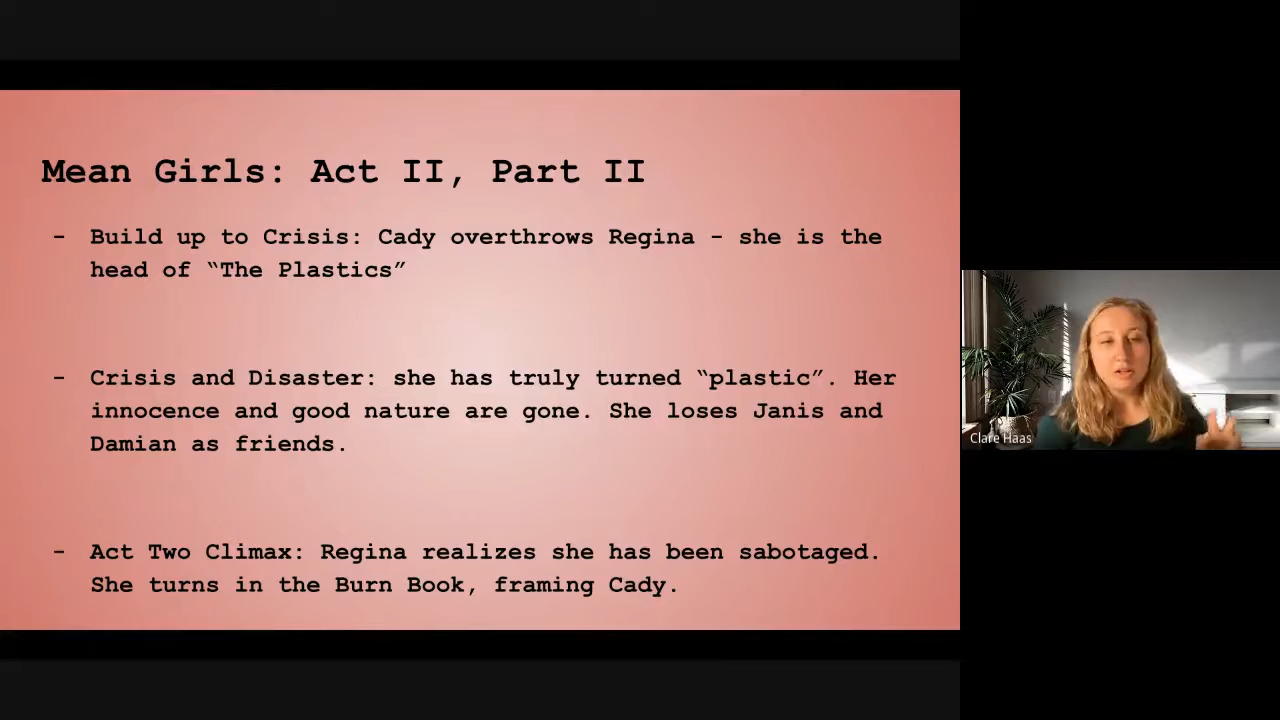 Mean Girls: Act II, Part II
- Build up to Crisis: Cady overthrows Regina - she is the
head of “The Plastics”
- Crisis and Disaster: she has truly turned “plastic”. Her
innocence and good nature are gone. She loses Janis and
Damian as friends.
- Act Two Climax: Regina realizes she has been sabotaged.
She turns in the Burn Book, framing Cady.
Clare Haas